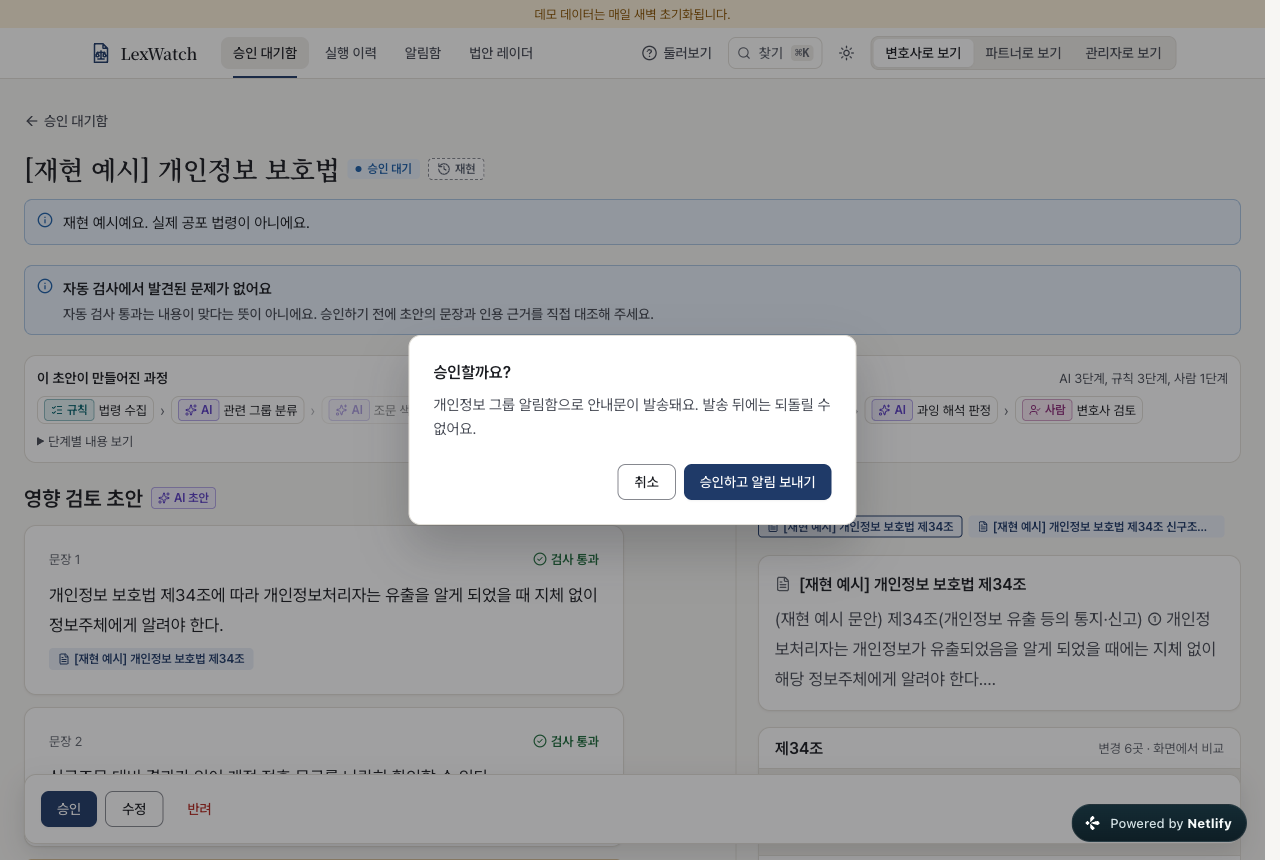 데모 데이터는 매일 새벽 초기화됩니다.
LexWatch 승인 대기함 실행 이력 알림함 법안 레이더 둘러보기 찾기 ⌘K 변호사로 보기 파트너로 보기 관리자로 보기
← 승인 대기함
[재현 예시] 개인정보 보호법 승인 대기 재현
재현 예시예요. 실제 공포 법령이 아니에요.
자동 검사에서 발견된 문제가 없어요
자동 검사 통과는 내용이 맞다는 뜻이 아니에요. 승인하기 전에 초안의 문장과 인용 근거를 직접 대조해 주세요.
이 초안이 만들어진 과정 AI 3단계, 규칙 3단계, 사람 1단계
규칙 법령 수집 › AI 관련 그룹 분류 › AI 조문 › AI 과잉 해석 판정 › 사람 변호사 검토
▶ 단계별 내용 보기
승인할까요?
개인정보 그룹 알림함으로 안내문이 발송돼요. 발송 뒤에는 되돌릴 수
없어요.
취소 승인하고 알림 보내기
영향 검토 초안 AI 초안
문장 1 검사 통과
개인정보 보호법 제34조에 따라 개인정보처리자는 유출을 알게 되었을 때 지체 없이
정보주체에게 알려야 한다.
[재현 예시] 개인정보 보호법 제34조
문장 2 검사 통과
[재현 예시] 개인정보 보호법 제34조 [재현 예시] 개인정보 보호법 제34조 신구조...
[재현 예시] 개인정보 보호법 제34조
(재현 예시 문안) 제34조(개인정보 유출 등의 통지·신고) ① 개인정
보처리자는 개인정보가 유출되었음을 알게 되었을 때에는 지체 없이
해당 정보주체에게 알려야 한다....
제34조 변경 6곳 · 화면에서 비교
승인 수정 반려
Powered by Netlify